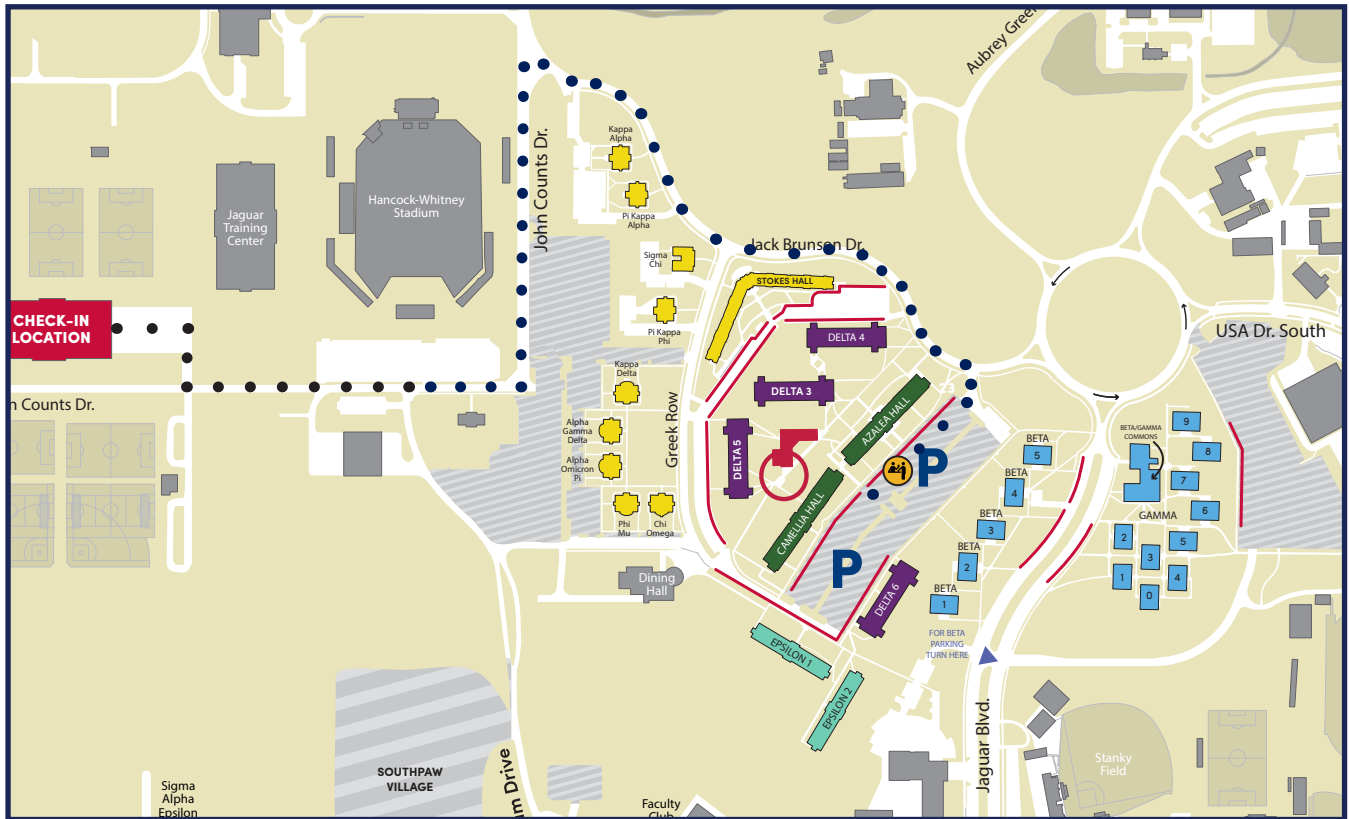 Aubrey Green
Kappa
Alpha
John Counts Dr.
Hancock-Whitney
Stadium
Jaguar
Training
Center
Pi Kappa
Alpha
Jack Brunson Dr.
Sigma
Chi
STOKES HALL
CHECK-IN
LOCATION
Pi Kappa
Phi
USA Dr. South
DELTA 4
Kappa
Delta
DELTA 3
23
n Counts Dr.
Greek Row
AZALEA HALL
Alpha
Gamma
Delta
DELTA 5
BETA/GAMMA
COMMONS
9
BETA
5
8
Alpha
Omicron
Pi
P
BETA
4
7
Phi
Mu
Chi
Omega
CAMELLIA HALL
BETA
3
GAMMA
6
2
5
3
P
BETA
2
1
4
0
Dining
Hall
DELTA 6
BETA
1
FOR BETA
PARKING
TURN HERE
EPSILON 1
EPSILON 2
Jaguar Blvd.
Stanky
Field
SOUTHPAW
VILLAGE
m Drive
Sigma
Alpha
Epsilon
Faculty
Club